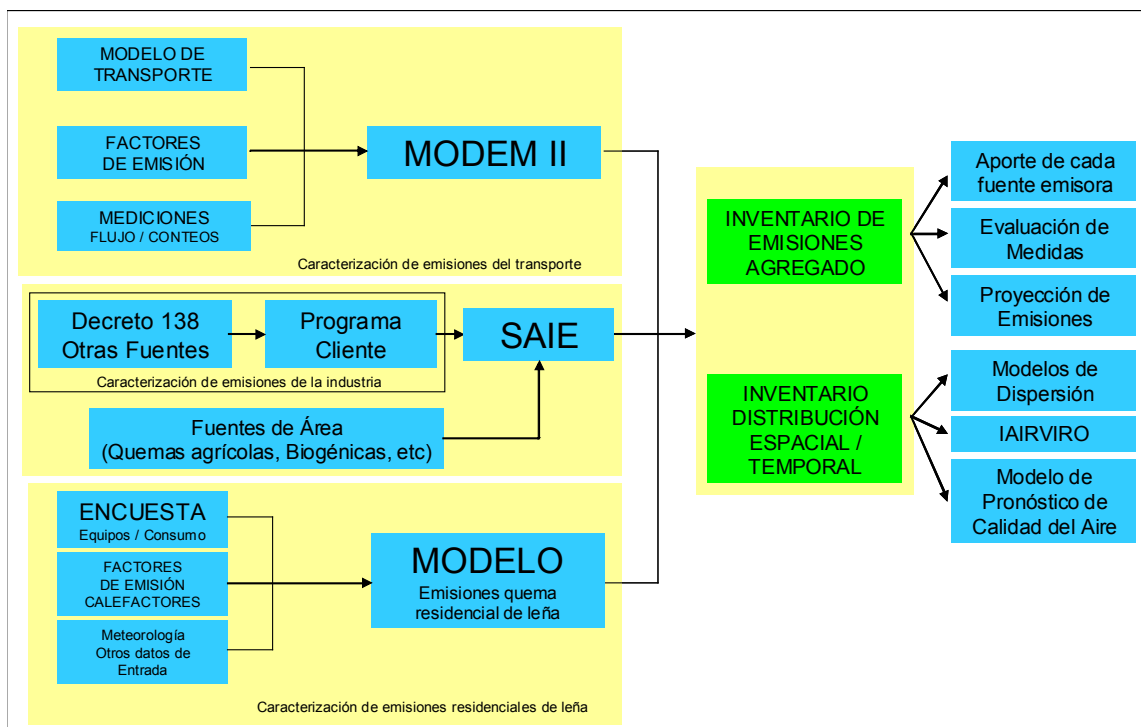 MODELO DE
TRANSPORTE
FACTORES
DE EMISIÓN
MEDICIONES
FLUJO / CONTEOS
MODEM II
Caracterización de emisiones del transporte
Decreto 138
Otras Fuentes
Programa
Cliente
Caracterización de emisiones de la industria
SAIE
Fuentes de Área
(Quemas agrícolas, Biogénicas, etc)
ENCUESTA
Equipos / Consumo
FACTORES
DE EMISIÓN
CALEFACTORES
Meteorología
Otros datos de
Entrada
MODELO
Emisiones quema
residencial de leña
Caracterización de emisiones residenciales de leña
INVENTARIO DE
EMISIONES
AGREGADO
INVENTARIO
DISTRIBUCIÓN
ESPACIAL /
TEMPORAL
Aporte de cada
fuente emisora
Evaluación de
Medidas
Proyección de
Emisiones
Modelos de
Dispersión
IAIRVIRO
Modelo de
Pronóstico de
Calidad del Aire